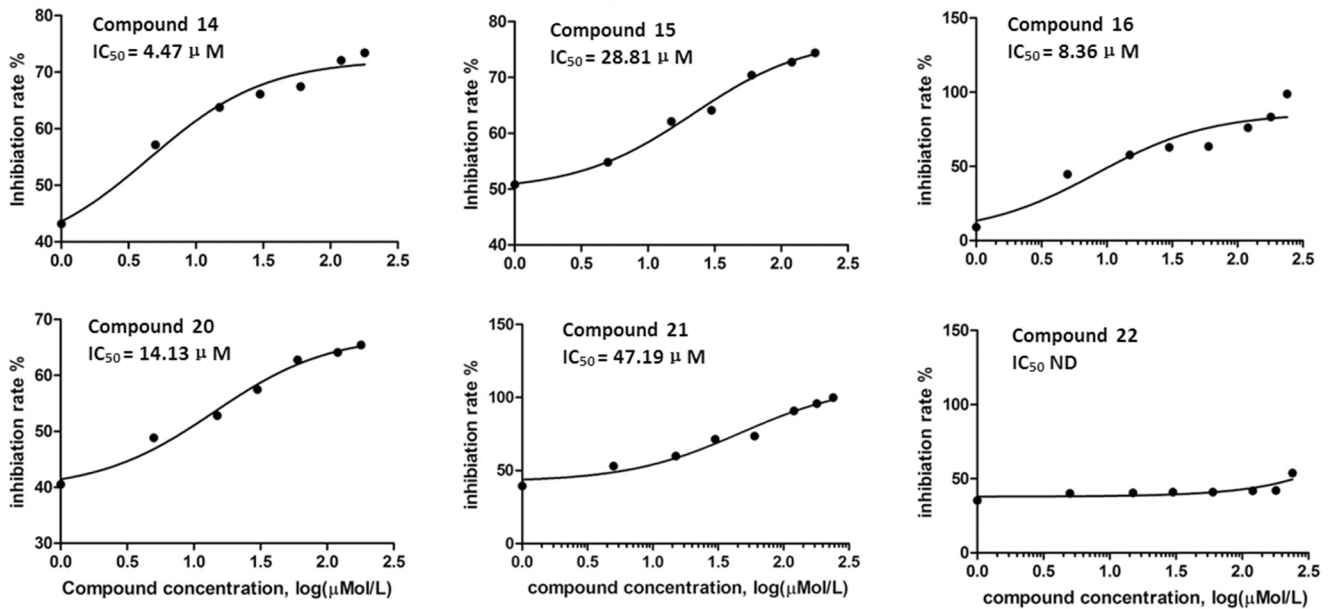 Compound 14
IC50 = 4.47 μ M
Inhibiation rate %
80
70
60
50
40
0.0 0.5 1.0 1.5 2.0 2.5
Compound 15
IC50 = 28.81 μ M
Inhibiation rate %
80
70
60
50
40
0.0 0.5 1.0 1.5 2.0 2.5
Compound 16
IC50 = 8.36 μ M
inhibiation rate %
150
100
50
0
0.0 0.5 1.0 1.5 2.0 2.5
Compound 20
IC50 = 14.13 μ M
inhibiation rate %
70
60
50
40
30
0.0 0.5 1.0 1.5 2.0 2.5
Compound concentration, log(μMol/L)
Compound 21
IC50 = 47.19 μ M
inhibiation rate %
150
100
50
0
0.0 0.5 1.0 1.5 2.0 2.5
compound concentration, log(μMol/L)
Compound 22
IC50 ND
inhibiation rate %
150
100
50
0
0.0 0.5 1.0 1.5 2.0 2.5
compound concentration, log(μMol/L)